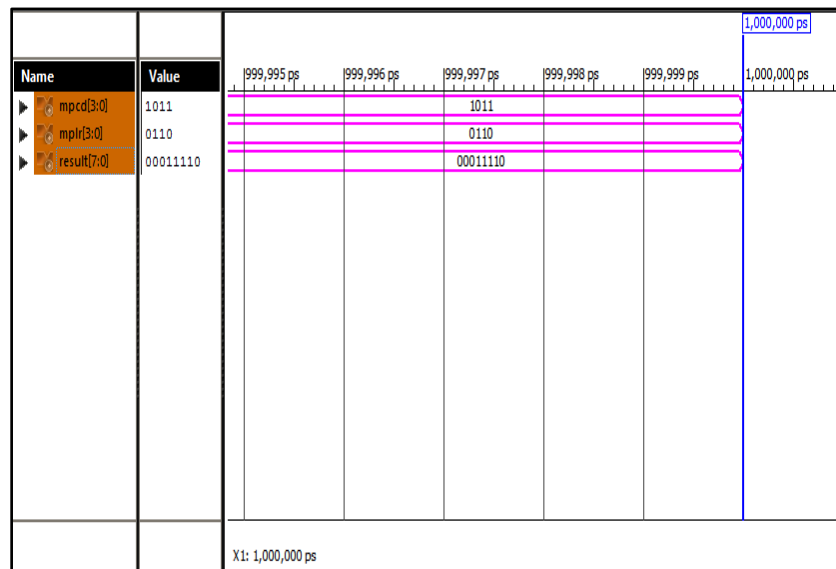 1,000,000 ps
Name Value 999,995 ps 999,996 ps 999,997 ps 999,998 ps 999,999 ps 1,000,000 ps
mpcd[3:0] 1011 1011
mplr[3:0] 0110 0110
result[7:0] 00011110 00011110
X1: 1,000,000 ps